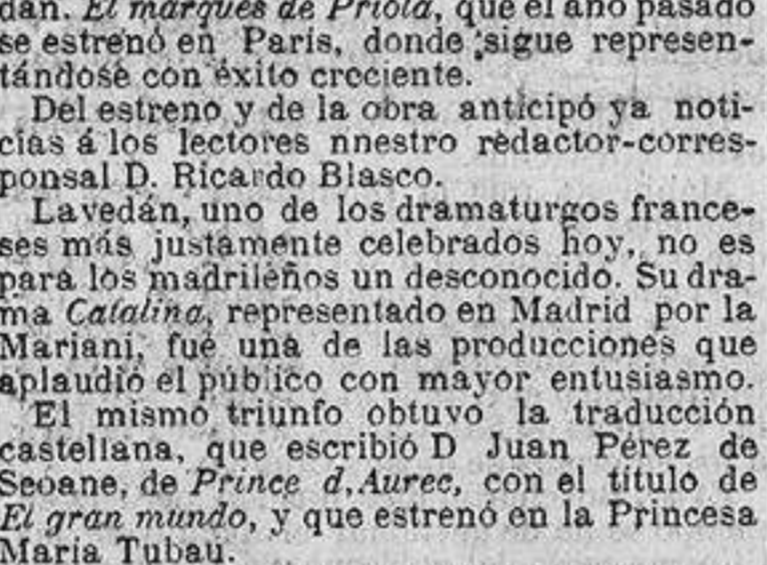 dán. El marqués de Priola, que el año pasado
se estrenó en París, donde sigue represen-
tándose con éxito creciente.
Del estreno y de la obra anticipó ya noti-
cias á los lectores nnestro redactor-corres-
ponsal D. Ricardo Blasco.
Lavedán, uno de los dramaturgos france-
ses más justamente celebrados hoy, no es
para los madrileños un desconocido. Su dra-
ma Catalina, representado en Madrid por la
Mariani, fué una de las producciones que
aplaudió el público con mayor entusiasmo.
El mismo triunfo obtuvo la traducción
castellana, que escribió D Juan Pérez de
Seoane, de Prince d,Aurec, con el título de
El gran mundo, y que estrenó en la Princesa
María Tubau.